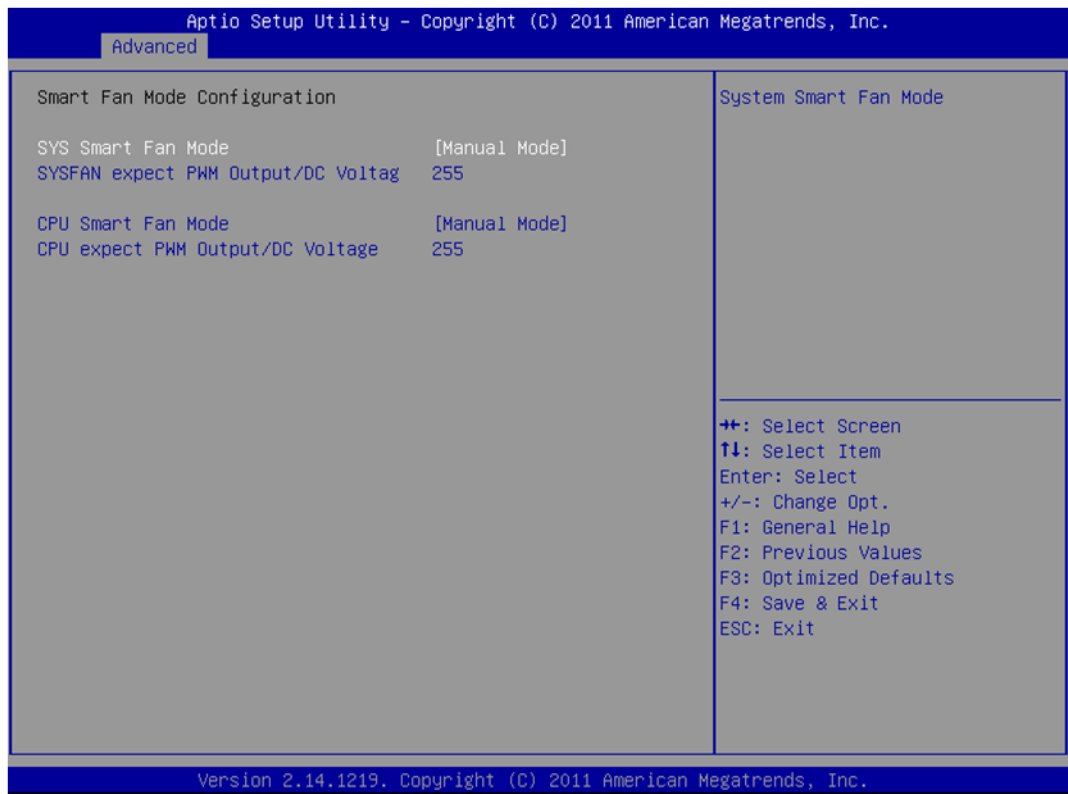 Aptio Setup Utility – Copyright (C) 2011 American Megatrends, Inc.
Advanced
Smart Fan Mode Configuration
SYS Smart Fan Mode [Manual Mode]
SYSFAN expect PWM Output/DC Voltag 255
CPU Smart Fan Mode [Manual Mode]
CPU expect PWM Output/DC Voltage 255
System Smart Fan Mode
→←: Select Screen
↑↓: Select Item
Enter: Select
+/-: Change Opt.
F1: General Help
F2: Previous Values
F3: Optimized Defaults
F4: Save & Exit
ESC: Exit
Version 2.14.1219. Copyright (C) 2011 American Megatrends, Inc.